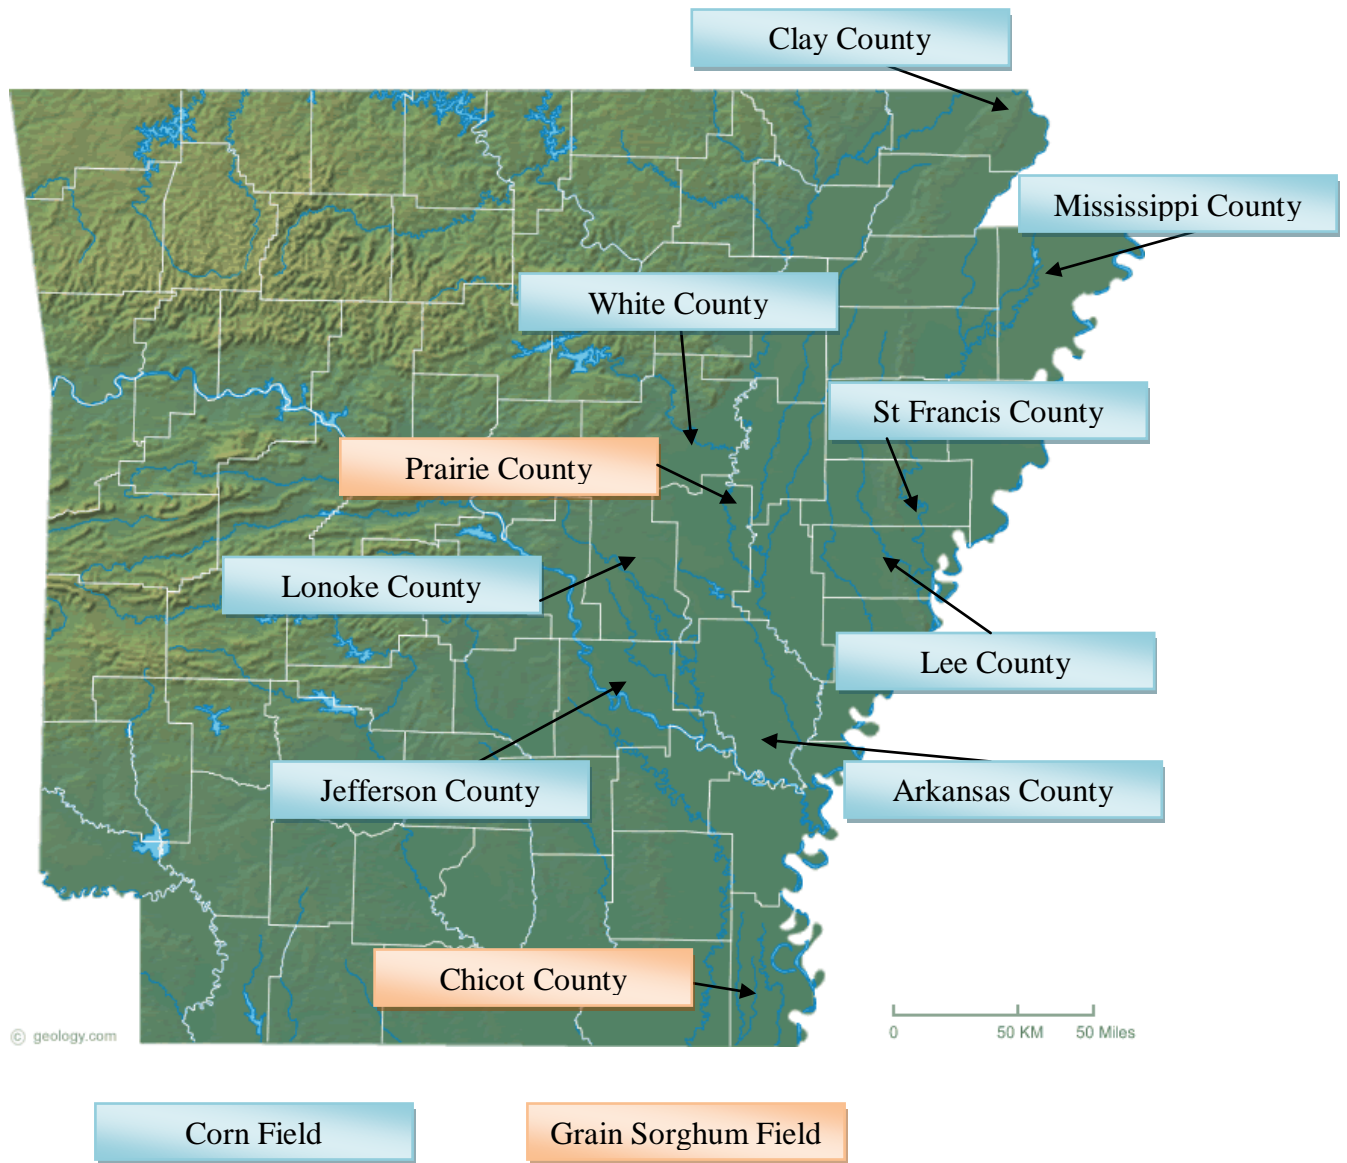 Clay County
Mississippi County
White County
St Francis County
Prairie County
Lonoke County
Lee County
Jefferson County
Arkansas County
Chicot County
0 50 KM 50 Miles
© geology.com
Corn Field
Grain Sorghum Field